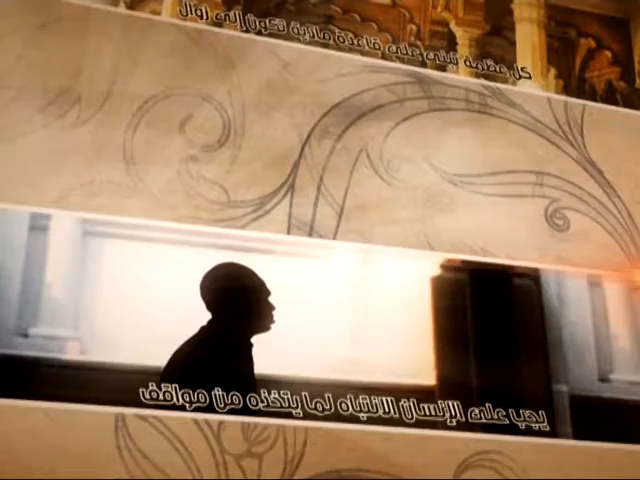 كل عظمة تبنى على قاعدة مادية تكون إلى زوال
يجب على الإنسان الانتباه لما يتخذه من مواقف